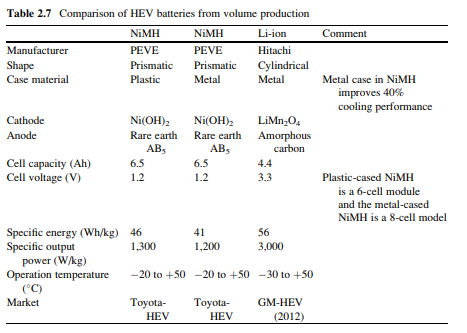 Table 2.7 Comparison of HEV batteries from volume production
NiMH NiMH Li-ion Comment
Manufacturer PEVE PEVE Hitachi
Shape Prismatic Prismatic Cylindrical
Case material Plastic Metal Metal Metal case in NiMH
improves 40%
cooling performance
Cathode Ni(OH)₂ Ni(OH)₂ LiMn₂O₄
Anode Rare earth Rare earth Amorphous
AB₅ AB₅ carbon
Cell capacity (Ah) 6.5 6.5 4.4
Cell voltage (V) 1.2 1.2 3.3 Plastic-cased NiMH
is a 6-cell module
and the metal-cased
NiMH is a 8-cell model
Specific energy (Wh/kg) 46 41 56
Specific output 1,300 1,200 3,000
power (W/kg)
Operation temperature −20 to +50 −20 to +50 −30 to +50
(°C)
Market Toyota- Toyota- GM-HEV
HEV HEV (2012)